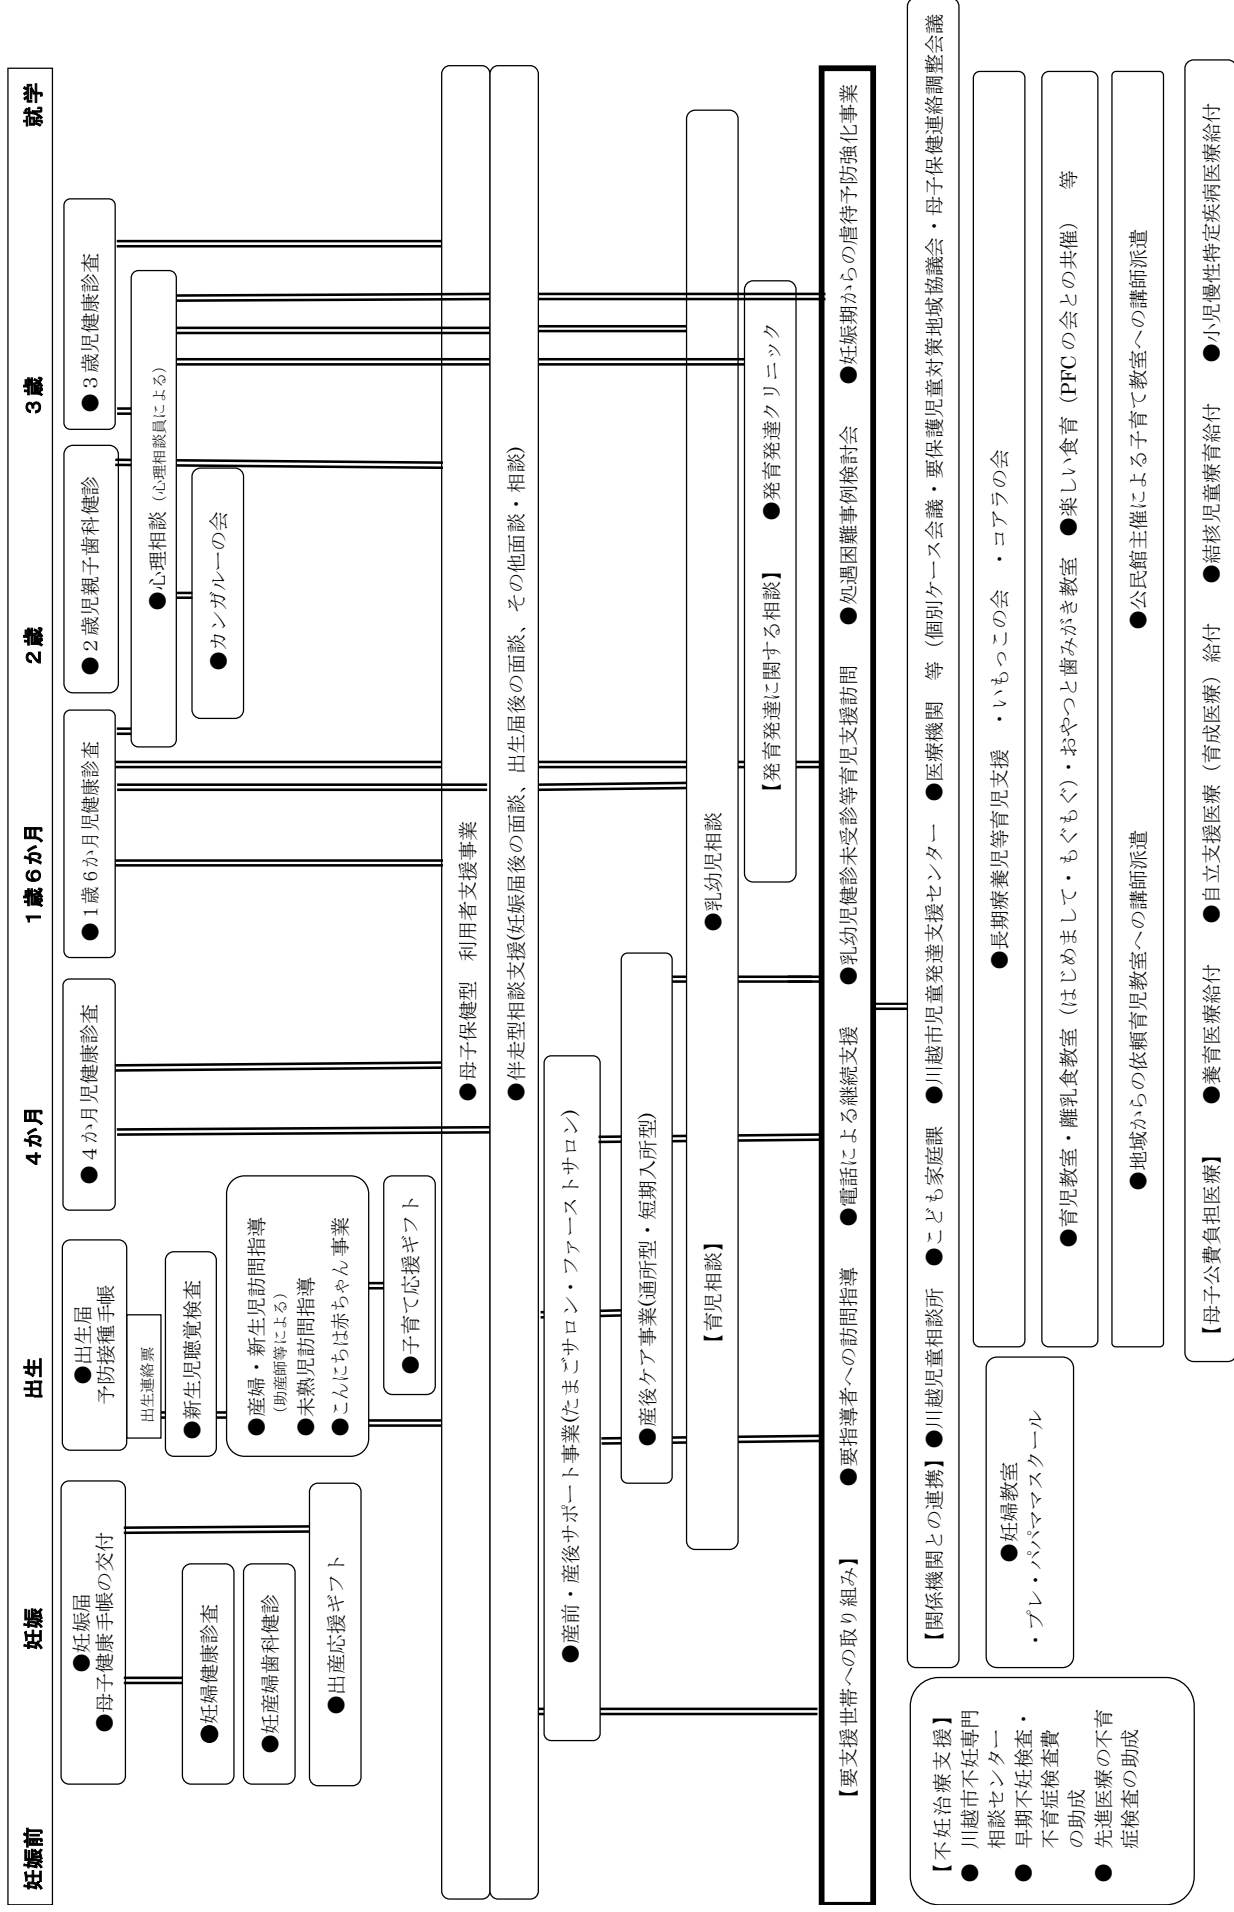 妊娠前
妊娠
出生
4か月
1歳6か月
2歳
3歳
就学
●妊娠届
●母子健康手帳の交付
●妊婦健康診査
●妊産婦歯科健診
●出産応援ギフト
●出生届
予防接種手帳
出生連絡票
●新生児聴覚検査
●産婦・新生児訪問指導
(助産師等による)
●未熟児訪問指導
●こんにちは赤ちゃん事業
●子育て応援ギフト
●4か月児健康診査
●1歳6か月児健康診査
●2歳児親子歯科健診
●3歳児健康診査
●心理相談（心理相談員による）
●カンガルーの会
●母子保健型　利用者支援事業
●伴走型相談支援(妊娠届後の面談、出生届後の面談、その他面談・相談)
●産前・産後サポート事業(たまごサロン・ファーストサロン)
●産後ケア事業(通所型・短期入所型)
【育児相談】　●乳幼児相談
【発育発達に関する相談】　●発育発達クリニック
【要支援世帯への取り組み】　●要指導者への訪問指導　●電話による継続支援　●乳幼児健診未受診等育児支援訪問　●処遇困難事例検討会　●妊娠期からの虐待予防強化事業
【関係機関との連携】●川越児童相談所　●こども家庭課　●川越市児童発達支援センター　●医療機関　等（個別ケース会議・要保護児童対策地域協議会・母子保健連絡調整会議
【不妊治療支援】
●　川越市不妊専門
相談センター
●　早期不妊検査・
不育症検査費
の助成
●　先進医療の不育
症検査の助成
●妊婦教室
・プレ・パパママスクール
●長期療養児等育児支援　・いもっこの会　・コアラの会
●育児教室・離乳食教室（はじめまして・もぐもぐ）・おやつと歯みがき教室　●楽しい食育（PFCの会との共催）　等
●地域からの依頼育児教室への講師派遣　●公民館主催による子育て教室への講師派遣
【母子公費負担医療】　●養育医療給付　●自立支援医療（育成医療）給付　●結核児童療育給付　●小児慢性特定疾病医療給付